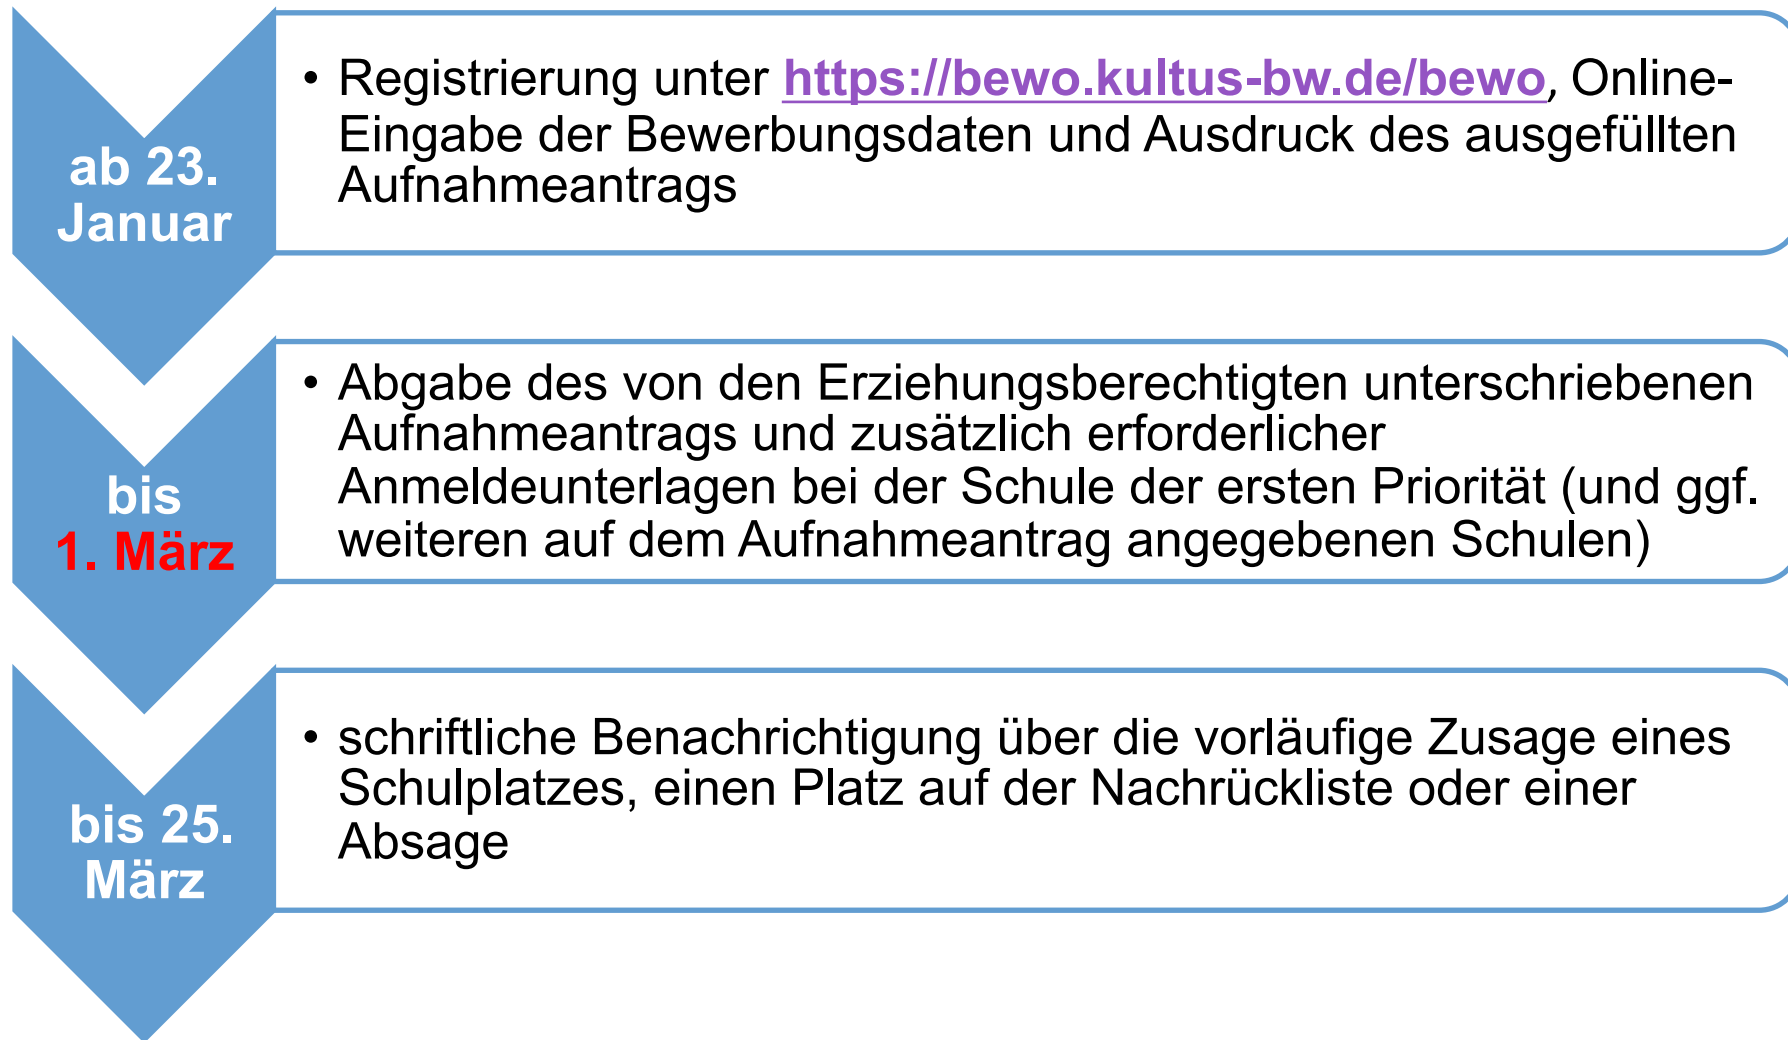 ab 23.
Januar
• Registrierung unter https://bewo.kultus-bw.de/bewo, Online-
Eingabe der Bewerbungsdaten und Ausdruck des ausgefüllten
Aufnahmeantrags
bis
1. März
• Abgabe des von den Erziehungsberechtigten unterschriebenen
Aufnahmeantrags und zusätzlich erforderlicher
Anmeldeunterlagen bei der Schule der ersten Priorität (und ggf.
weiteren auf dem Aufnahmeantrag angegebenen Schulen)
bis 25.
März
• schriftliche Benachrichtigung über die vorläufige Zusage eines
Schulplatzes, einen Platz auf der Nachrückliste oder einer
Absage